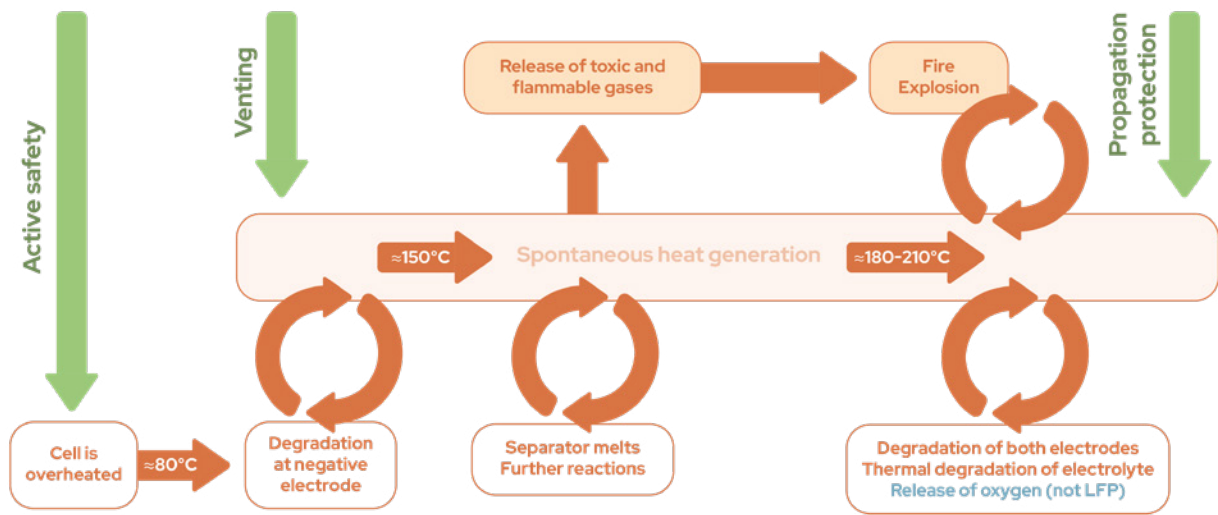 Active safety
Venting
Release of toxic and
flammable gases
Fire
Explosion
Propagation
protection
≈150°C
Spontaneous heat generation
≈180-210°C
Cell is
overheated
≈80°C
Degradation
at negative
electrode
Separator melts
Further reactions
Degradation of both electrodes
Thermal degradation of electrolyte
Release of oxygen (not LFP)